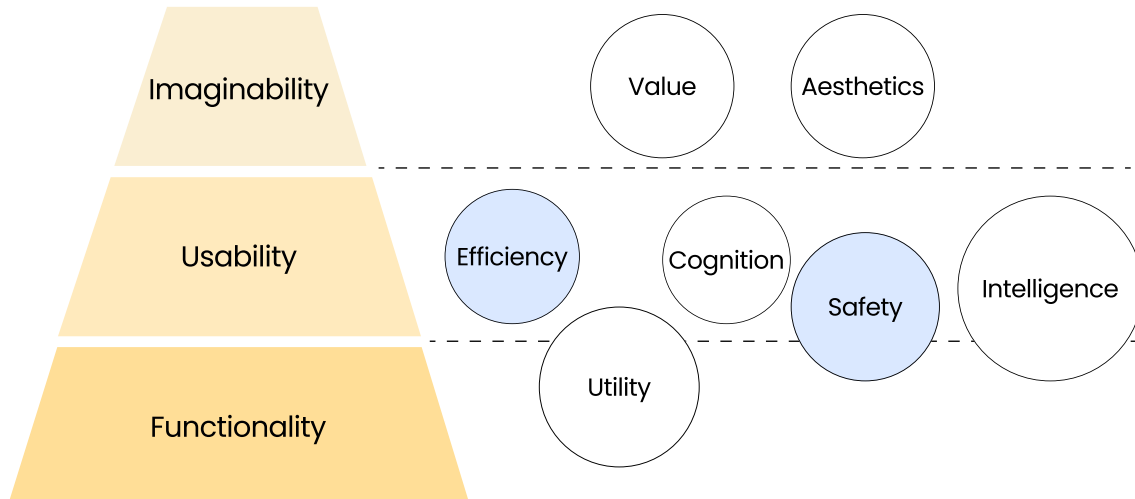 Imaginability
Value
Aesthetics
Usability
Efficiency
Cognition
Safety
Intelligence
Functionality
Utility